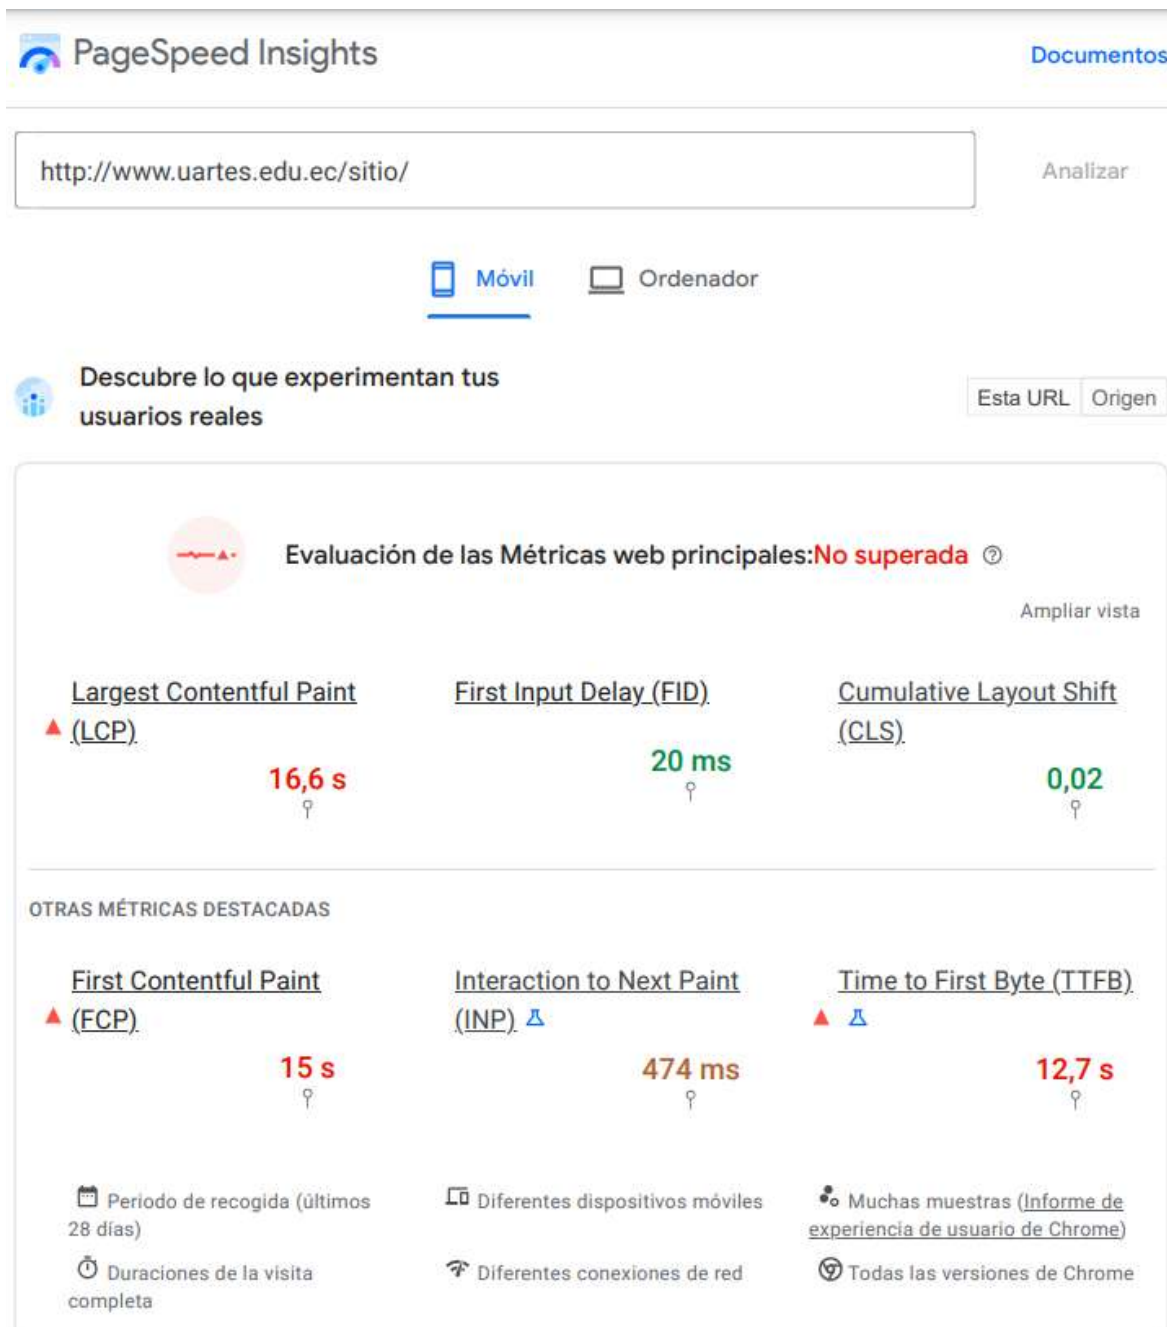 PageSpeed Insights
Documentos
http://www.uartes.edu.ec/sitio/
Analizar
Móvil
Ordenador
Descubre lo que experimentan tus
usuarios reales
Esta URL
Origen
Evaluación de las Métricas web principales:No superada
Ampliar vista
Largest Contentful Paint
(LCP)
16,6 s
First Input Delay (FID)
20 ms
Cumulative Layout Shift
(CLS)
0,02
OTRAS MÉTRICAS DESTACADAS
First Contentful Paint
(FCP)
15 s
Interaction to Next Paint
(INP)
474 ms
Time to First Byte (TTFB)
12,7 s
Periodo de recogida (últimos
28 días)
Diferentes dispositivos móviles
Muchas muestras (Informe de
experiencia de usuario de Chrome)
Duraciones de la visita
completa
Diferentes conexiones de red
Todas las versiones de Chrome